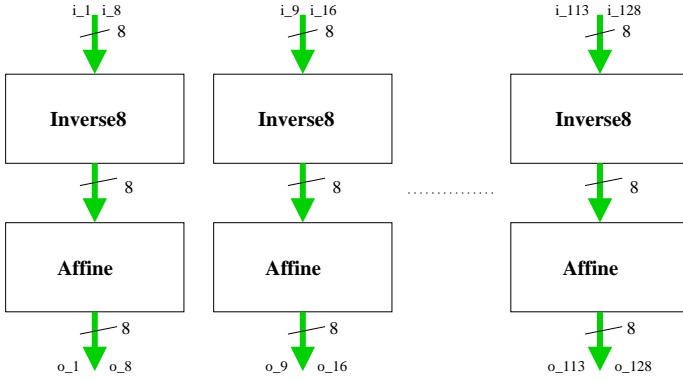 i_1 i_8 i_9 i_16 i_113 i_128
8 8 8
Inverse8 Inverse8 Inverse8
8 8 ............... 8
Affine Affine Affine
8 8 8
o_1 o_8 o_9 o_16 o_113 o_128